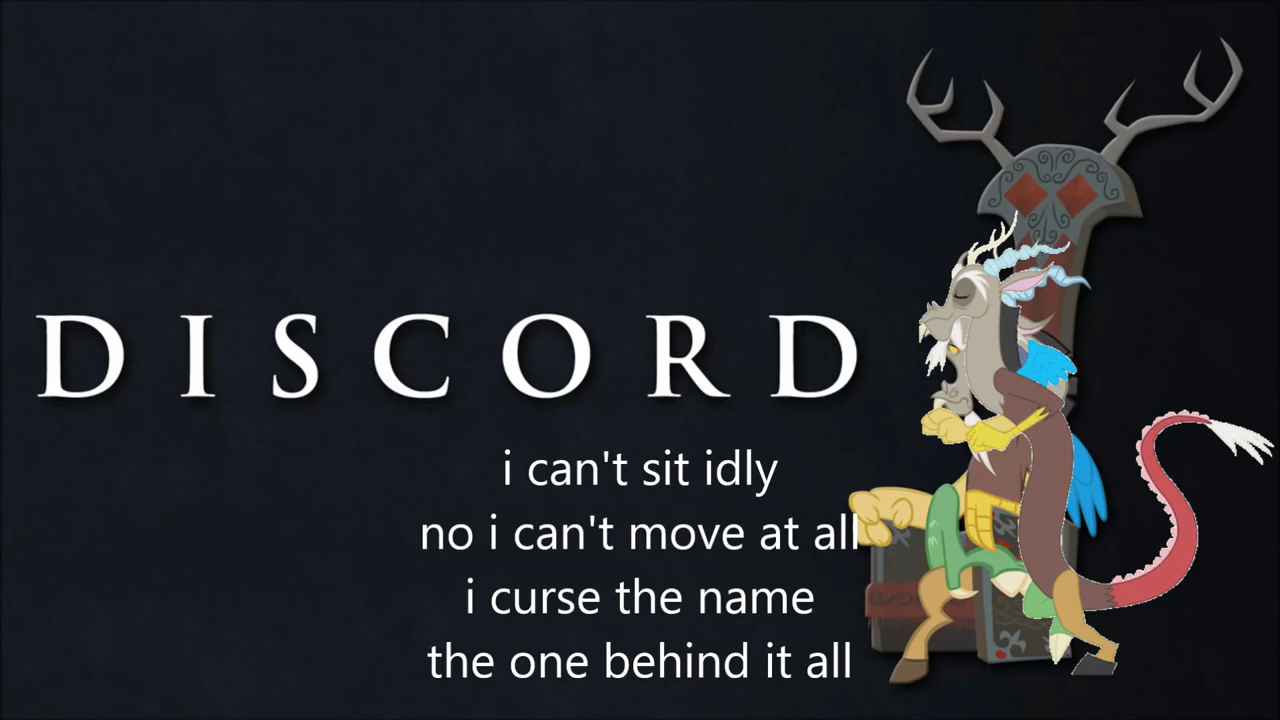 DISCORD
i can't sit idly
no i can't move at all
i curse the name
the one behind it all